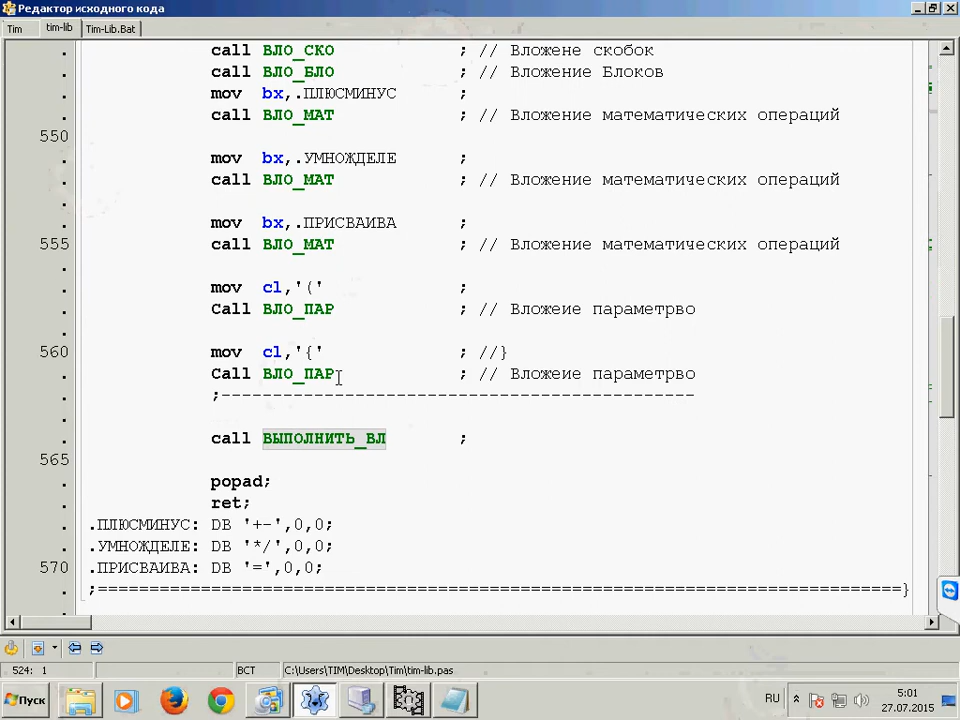 Редактор исходного кода
Tim tim-lib Tim-Lib.Bat
call ВЛО_СКО ; // Вложене скобок
call ВЛО_БЛО ; // Вложение Блоков
mov bx,.ПЛЮСМИНУС ;
call ВЛО_МАТ ; // Вложение математических операций
550
mov bx,.УМНОЖДЕЛЕ ;
call ВЛО_МАТ ; // Вложение математических операций
mov bx,.ПРИСВАИВА ;
555 call ВЛО_МАТ ; // Вложение математических операций
mov cl,'(' ;
Call ВЛО_ПАР ; // Вложеие параметрво
560 mov cl,'{' ; //}
Call ВЛО_ПАР ; // Вложеие параметрво
;----------------------------------------------
call ВЫПОЛНИТЬ_ВЛ ;
565
popad;
ret;
.ПЛЮСМИНУС: DB '+-',0,0;
.УМНОЖДЕЛЕ: DB '*/',0,0;
570 .ПРИСВАИВА: DB '=',0,0;
;==============================================================================}
524: 1 ВСТ C:\Users\TIM\Desktop\Tim\tim-lib.pas
Пуск RU 5:01
27.07.2015